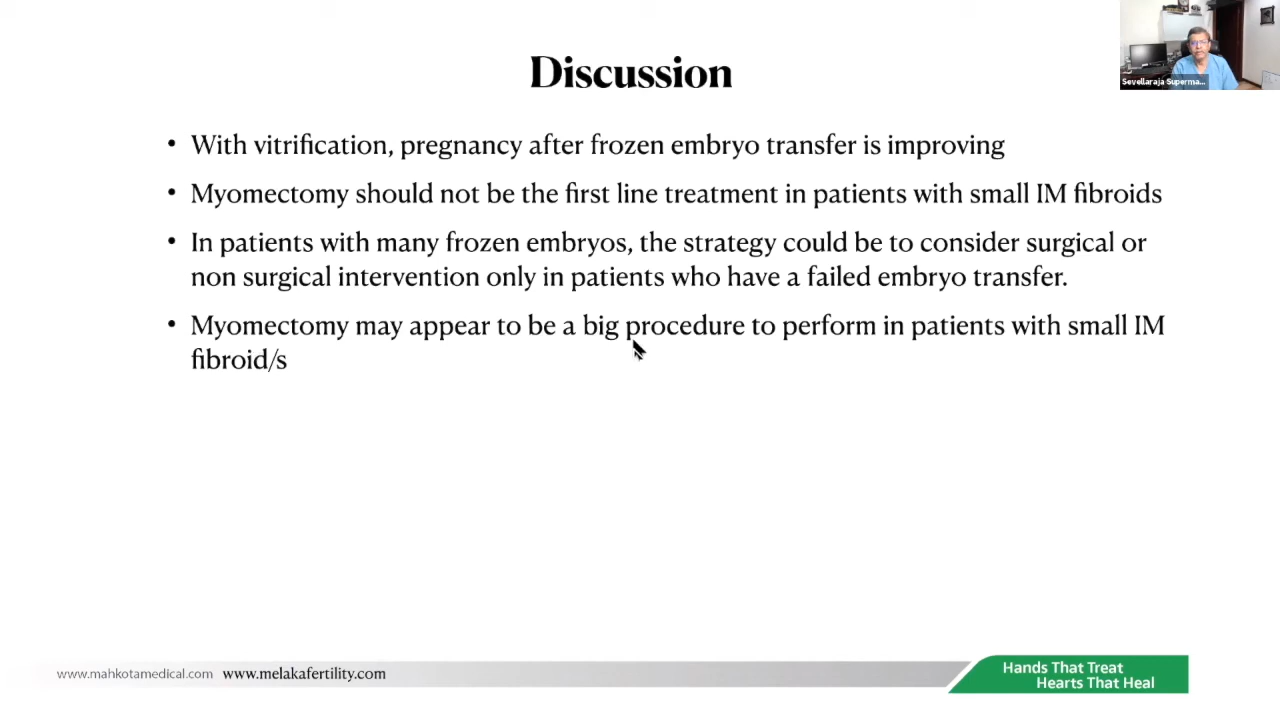 Discussion
• With vitrification, pregnancy after frozen embryo transfer is improving
• Myomectomy should not be the first line treatment in patients with small IM fibroids
• In patients with many frozen embryos, the strategy could be to consider surgical or
non surgical intervention only in patients who have a failed embryo transfer.
• Myomectomy may appear to be a big procedure to perform in patients with small IM
fibroid/s
Sevellaraja Superma...
www.mahkotamedical.com www.melakafertility.com
Hands That Treat
Hearts That Heal